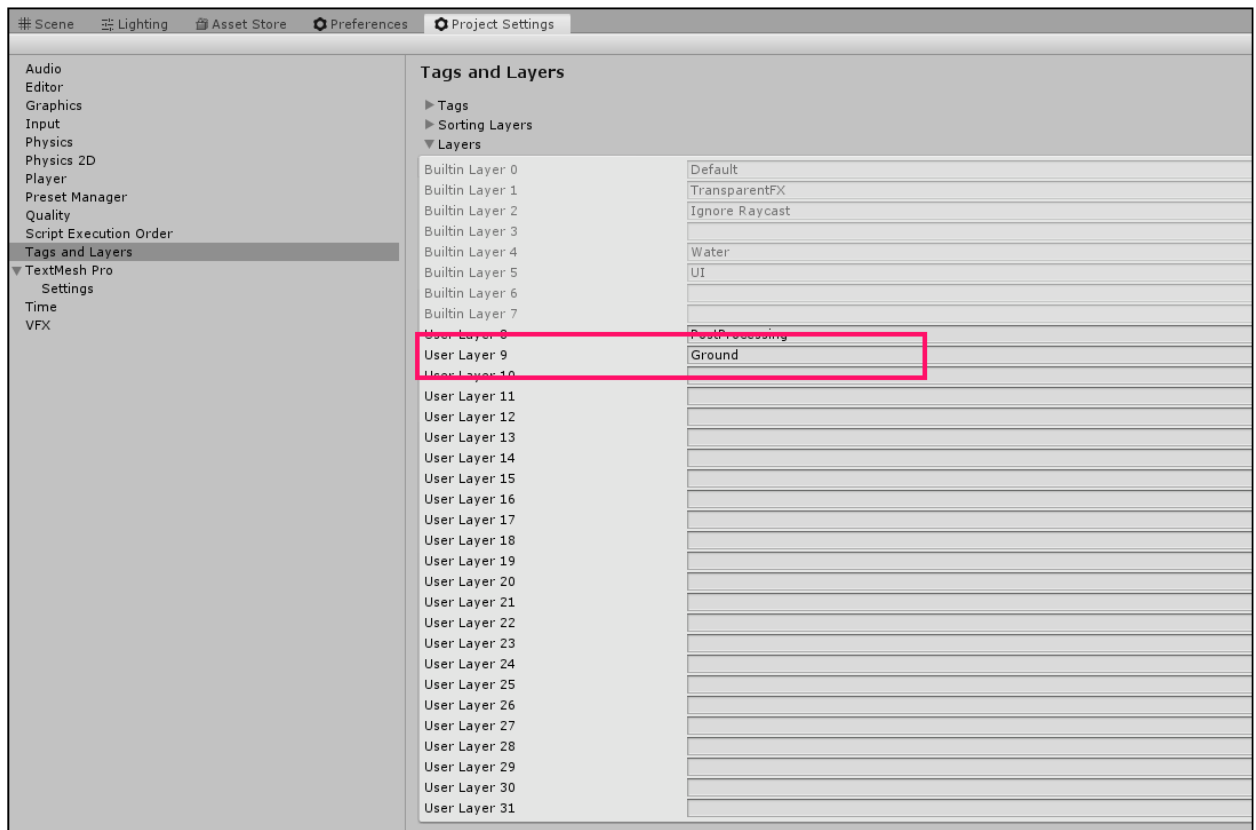 Scene Lighting Asset Store Preferences Project Settings
Audio
Editor
Graphics
Input
Physics
Physics 2D
Player
Preset Manager
Quality
Script Execution Order
Tags and Layers
TextMesh Pro
Settings
Time
VFX
Tags and Layers
Tags
Sorting Layers
Layers
Builtin Layer 0 Default
Builtin Layer 1 TransparentFX
Builtin Layer 2 Ignore Raycast
Builtin Layer 3
Builtin Layer 4 Water
Builtin Layer 5 UI
Builtin Layer 6
Builtin Layer 7
User Layer 8 PostProcessing
User Layer 9 Ground
User Layer 10
User Layer 11
User Layer 12
User Layer 13
User Layer 14
User Layer 15
User Layer 16
User Layer 17
User Layer 18
User Layer 19
User Layer 20
User Layer 21
User Layer 22
User Layer 23
User Layer 24
User Layer 25
User Layer 26
User Layer 27
User Layer 28
User Layer 29
User Layer 30
User Layer 31